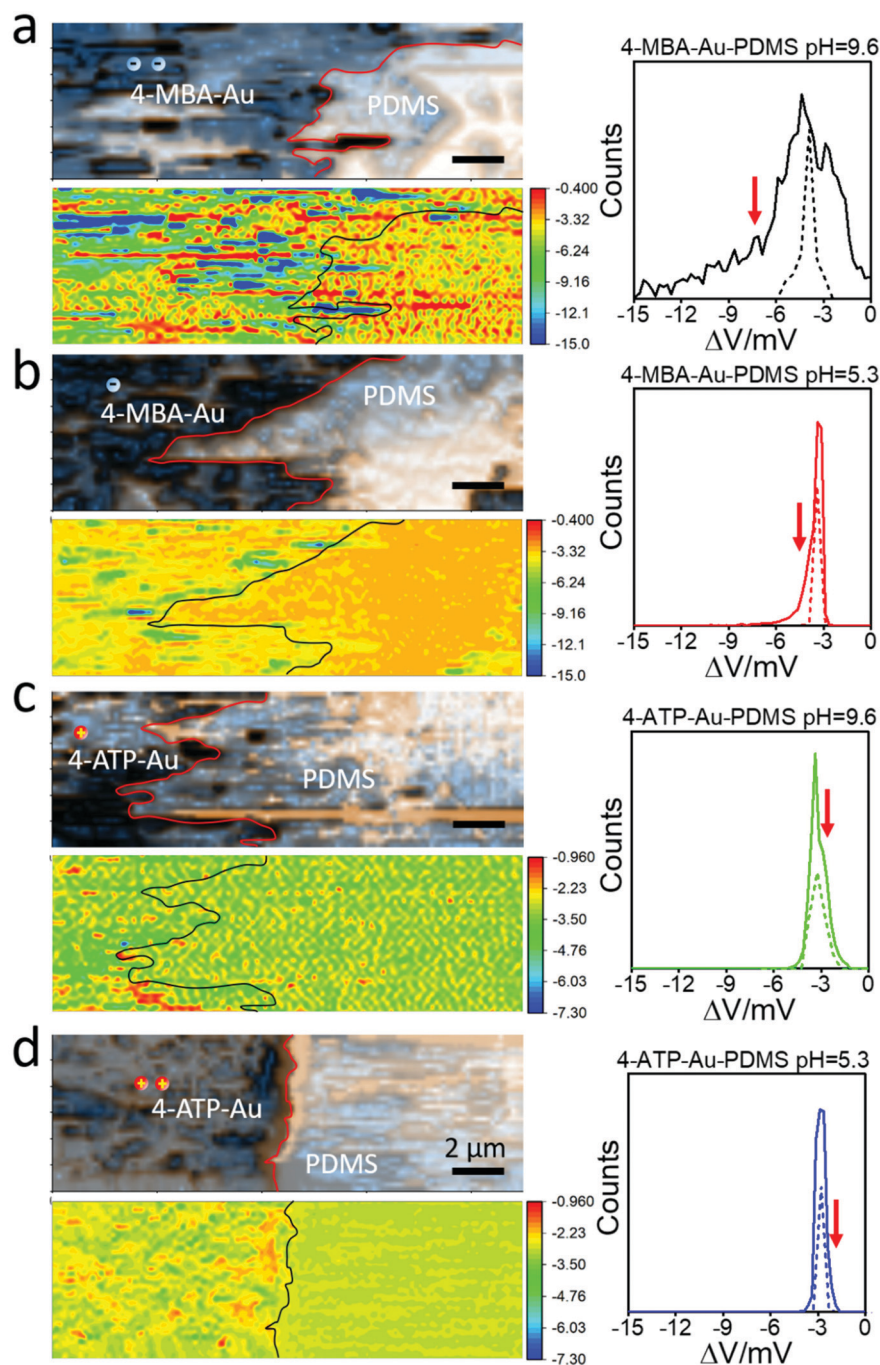 a
4-MBA-Au
PDMS
-0.400
-3.32
-6.24
-9.16
-12.1
-15.0
4-MBA-Au-PDMS pH=9.6
Counts
-15 -12 -9 -6 -3 0
ΔV/mV
b
4-MBA-Au
PDMS
-0.400
-3.32
-6.24
-9.16
-12.1
-15.0
4-MBA-Au-PDMS pH=5.3
Counts
-15 -12 -9 -6 -3 0
ΔV/mV
c
4-ATP-Au
PDMS
-0.960
-2.23
-3.50
-4.76
-6.03
-7.30
4-ATP-Au-PDMS pH=9.6
Counts
-15 -12 -9 -6 -3 0
ΔV/mV
d
4-ATP-Au
PDMS
2 μm
-0.960
-2.23
-3.50
-4.76
-6.03
-7.30
4-ATP-Au-PDMS pH=5.3
Counts
-15 -12 -9 -6 -3 0
ΔV/mV